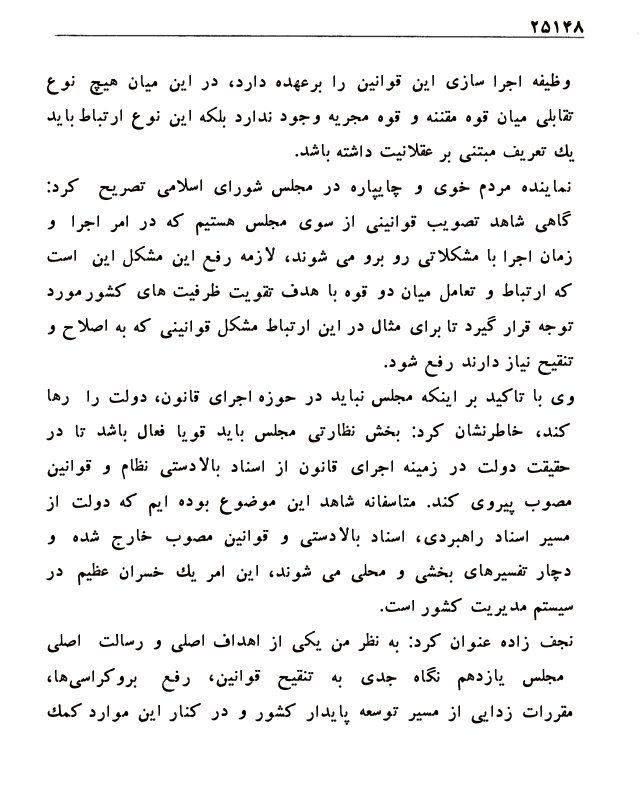 ۲۵۱۴۸
وظیفه اجرا سازی این قوانین را برعهده دارد، در این میان هیچ نوع
تقابلی میان قوه مقننه و قوه مجریه وجود ندارد بلکه این نوع ارتباط باید
یك تعریف مبتنی بر عقلانیت داشته باشد.
نماینده مردم خوی و چایپاره در مجلس شورای اسلامی تصریح کرد:
گاهی شاهد تصویب قوانینی از سوی مجلس هستیم که در امر اجرا و
زمان اجرا با مشکلاتی رو برو می شوند، لازمه رفع این مشکل این است
که ارتباط و تعامل میان دو قوه با هدف تقویت ظرفیت های کشور مورد
توجه قرار گیرد تا برای مثال در این ارتباط مشکل قوانینی که به اصلاح و
تنقیح نیاز دارند رفع شود.
وی با تاکید بر اینکه مجلس نباید در حوزه اجرای قانون، دولت را رها
کند، خاطرنشان کرد: بخش نظارتی مجلس باید قویا فعال باشد تا در
حقیقت دولت در زمینه اجرای قانون از اسناد بالادستی نظام و قوانین
مصوب پیروی کند. متاسفانه شاهد این موضوع بوده ایم که دولت از
مسیر اسناد راهبردی، اسناد بالادستی و قوانین مصوب خارج شده و
دچار تفسیرهای بخشی و محلی می شوند، این امر یك خسران عظیم در
سیستم مدیریت کشور است.
نجف زاده عنوان کرد: به نظر من یکی از اهداف اصلی و رسالت اصلی
مجلس یازدهم نگاه جدی به تنقیح قوانین، رفع بروکراسی‌ها،
مقررات زدایی از مسیر توسعه پایدار کشور و در کنار این موارد کمك